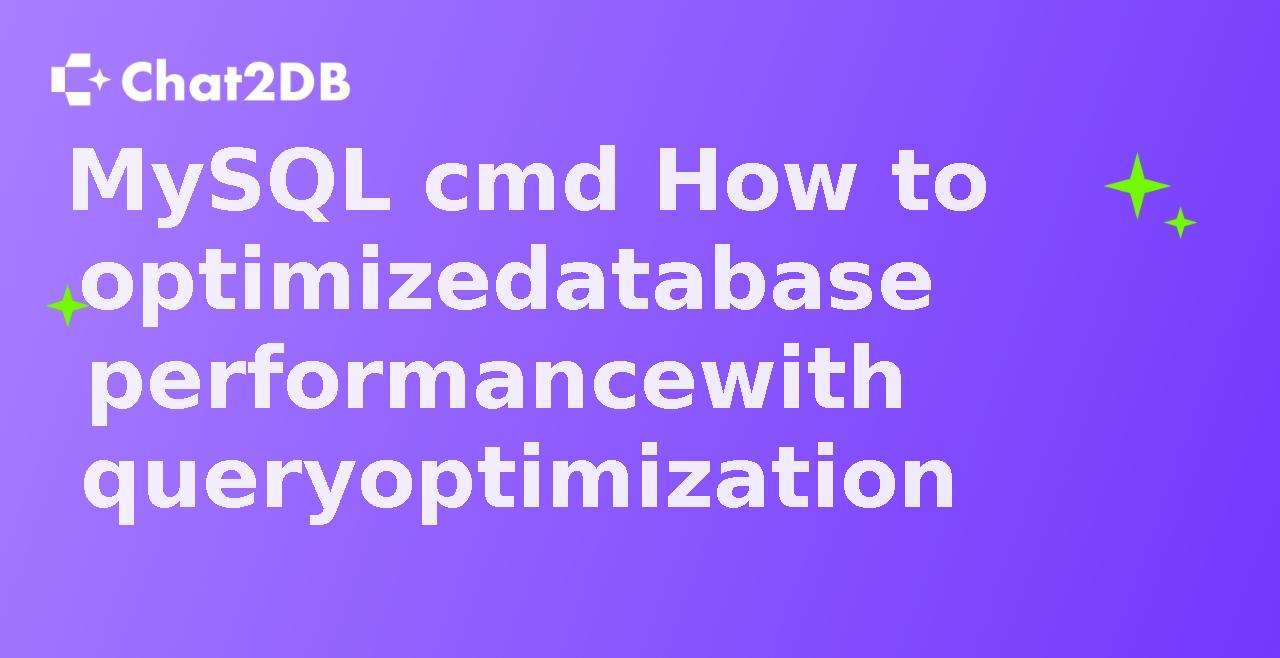 Chat2DB
MySQL cmd How to
optimizedatabase
performancewith
queryoptimization